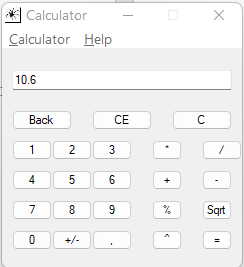 Calculator
Calculator Help
10.6
Back CE C
1 2 3 * /
4 5 6 + -
7 8 9 % Sqrt
0 +/- , ^ =